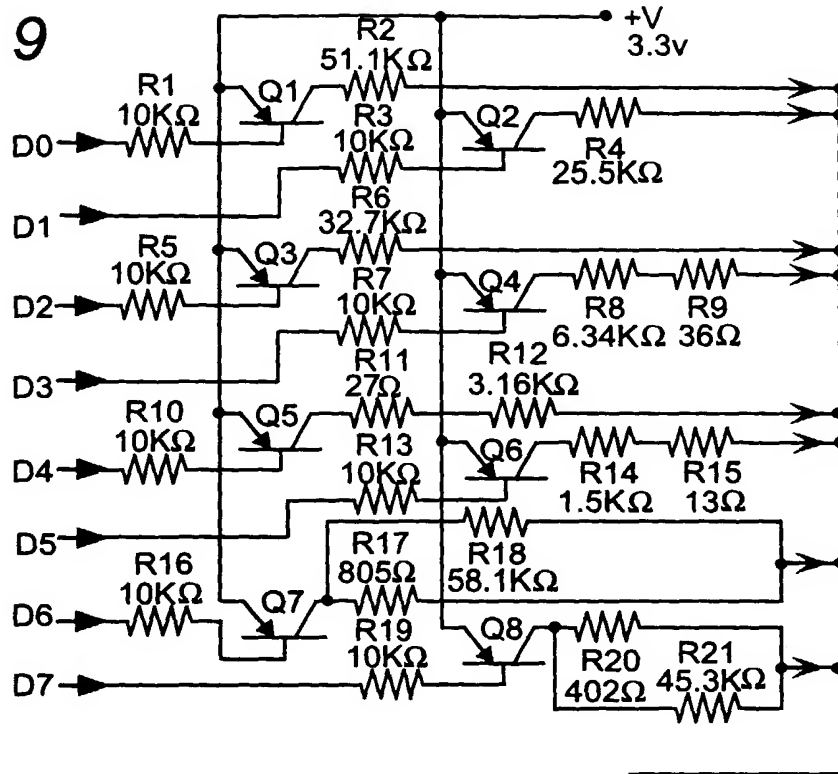 9
+V
3.3v
R2
51.1KΩ
R1
10KΩ
Q1
D0
R3
10KΩ
Q2
R4
25.5KΩ
D1
R6
32.7KΩ
R5
10KΩ
Q3
D2
R7
10KΩ
Q4
R8
6.34KΩ
R9
36Ω
D3
R11
27Ω
R12
3.16KΩ
R10
10KΩ
Q5
D4
R13
10KΩ
Q6
R14
1.5KΩ
R15
13Ω
D5
R16
10KΩ
R17
805Ω
R18
58.1KΩ
D6
Q7
R19
10KΩ
Q8
R20
402Ω
R21
45.3KΩ
D7